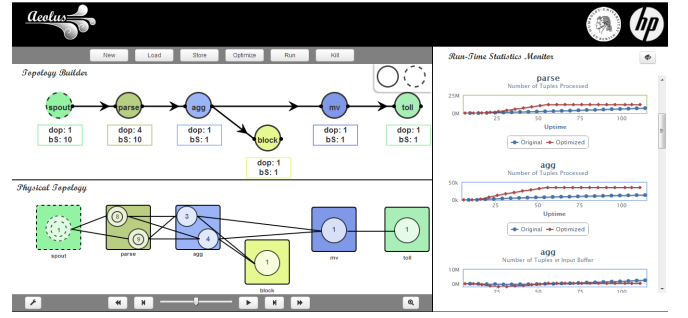 Aeolus
hp
New Load Store Optimize Run Kill
Topology Builder
spout parse agg mv toll
block
dop: 1 dop: 4 dop: 1 dop: 1 dop: 1
bS: 10 bS: 10 bS: 1 bS: 1 bS: 1
dop: 1
bS: 1
Physical Topology
1 8 9 3 4 1 1 1
spout parse agg block mv toll
Run-Time Statistics Monitor
parse
Number of Tuples Processed
25M
0M
25 50 75 100
Uptime
Original Optimized
agg
Number of Tuples Processed
50k
0M
25 50 75 100
Uptime
Original Optimized
agg
Number of Tuples in Input Buffer
10M
0M
25 50 75 100